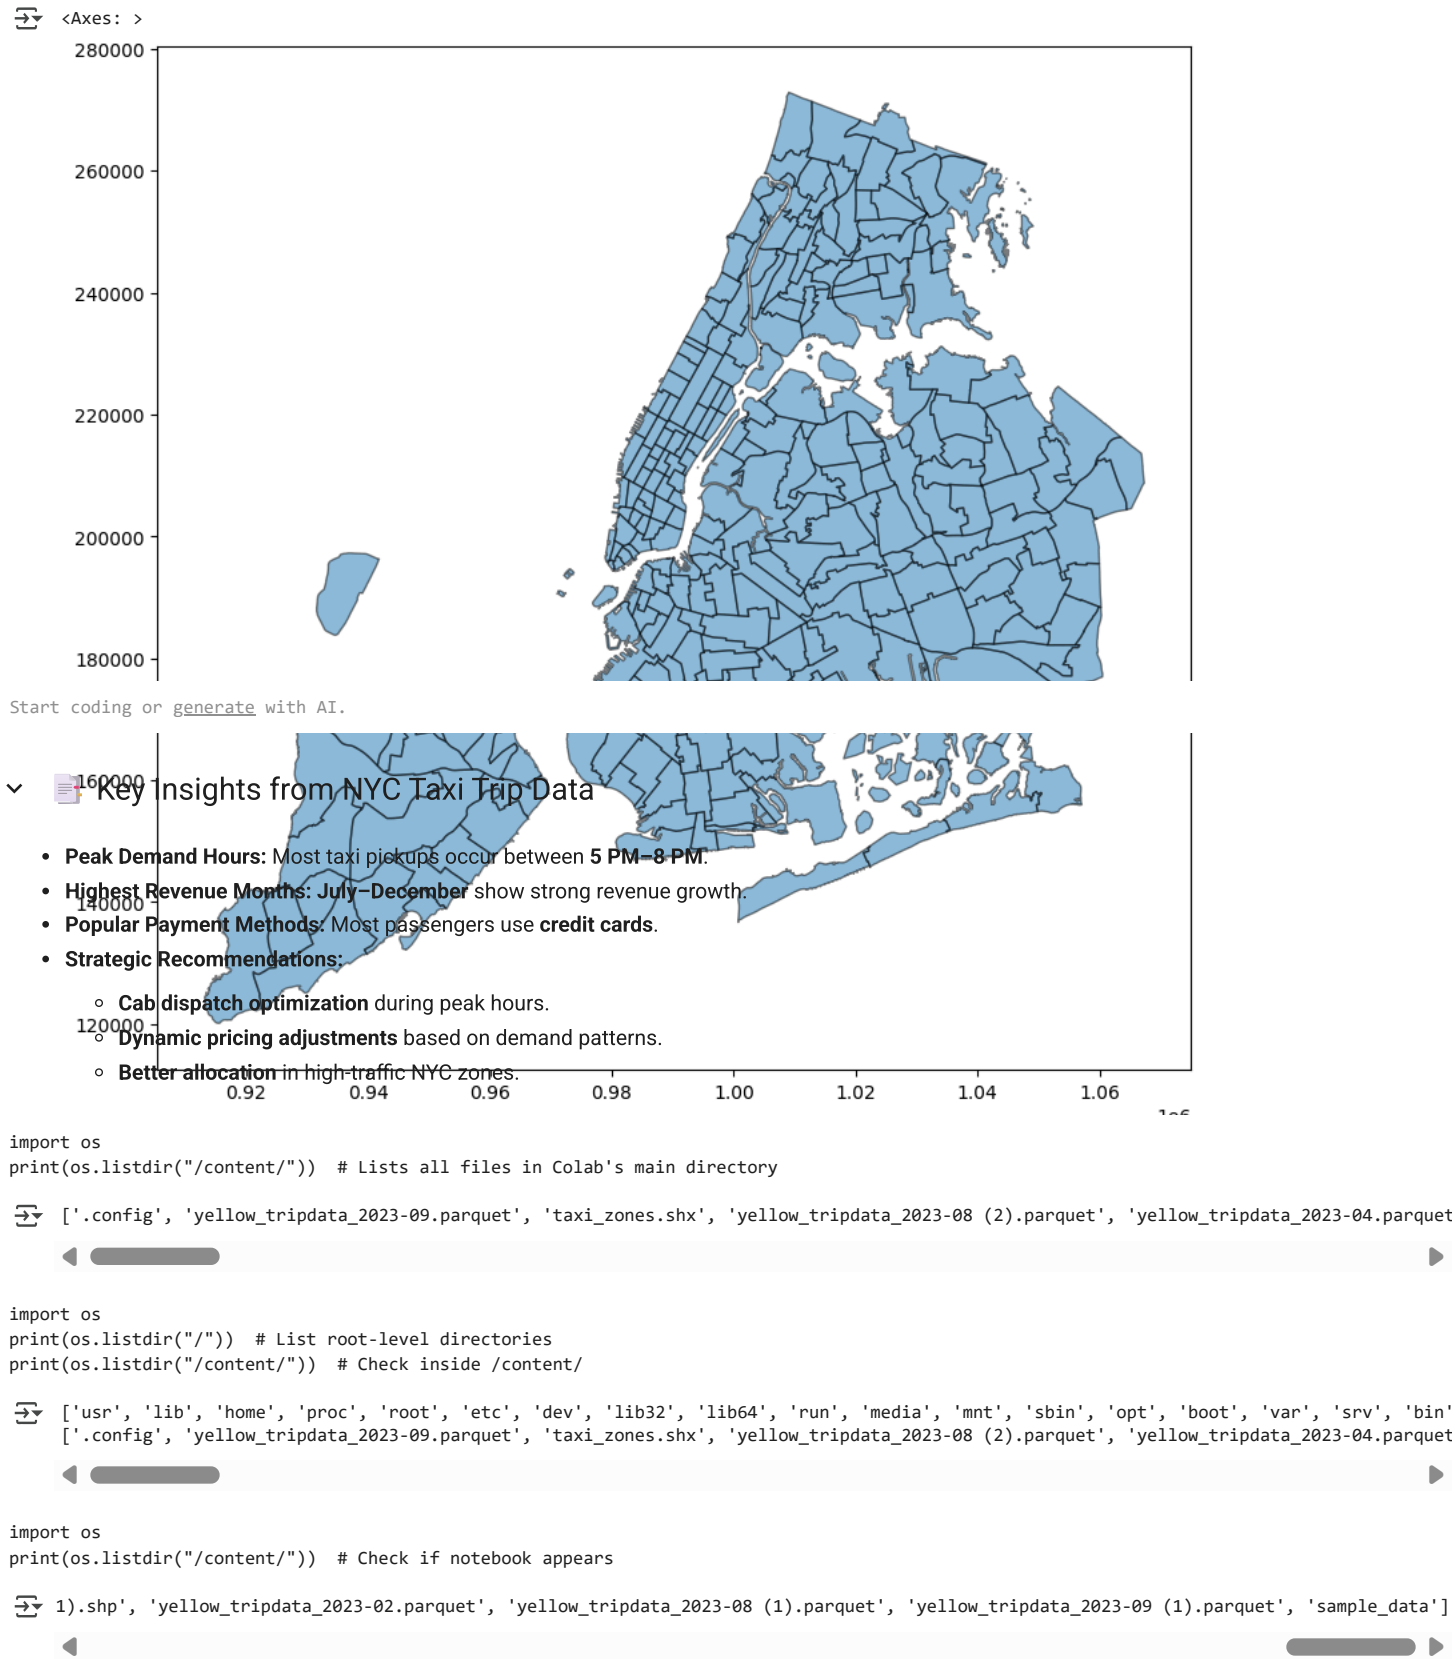 <Axes: >
280000
260000
240000
220000
200000
180000
Start coding or generate with AI.
160000
Key Insights from NYC Taxi Trip Data
• Peak Demand Hours: Most taxi pickups occur between 5 PM–8 PM.
• Highest Revenue Months: July–December show strong revenue growth.
140000
• Popular Payment Methods: Most passengers use credit cards.
• Strategic Recommendations:
◦ Cab dispatch optimization during peak hours.
120000
◦ Dynamic pricing adjustments based on demand patterns.
◦ Better allocation in high-traffic NYC zones.
0.92 0.94 0.96 0.98 1.00 1.02 1.04 1.06
1e6
import os
print(os.listdir("/content/"))  # Lists all files in Colab's main directory
['.config', 'yellow_tripdata_2023-09.parquet', 'taxi_zones.shx', 'yellow_tripdata_2023-08 (2).parquet', 'yellow_tripdata_2023-04.parquet
import os
print(os.listdir("/"))  # List root-level directories
print(os.listdir("/content/"))  # Check inside /content/
['usr', 'lib', 'home', 'proc', 'root', 'etc', 'dev', 'lib32', 'lib64', 'run', 'media', 'mnt', 'sbin', 'opt', 'boot', 'var', 'srv', 'bin'
['.config', 'yellow_tripdata_2023-09.parquet', 'taxi_zones.shx', 'yellow_tripdata_2023-08 (2).parquet', 'yellow_tripdata_2023-04.parquet
import os
print(os.listdir("/content/"))  # Check if notebook appears
1).shp', 'yellow_tripdata_2023-02.parquet', 'yellow_tripdata_2023-08 (1).parquet', 'yellow_tripdata_2023-09 (1).parquet', 'sample_data']